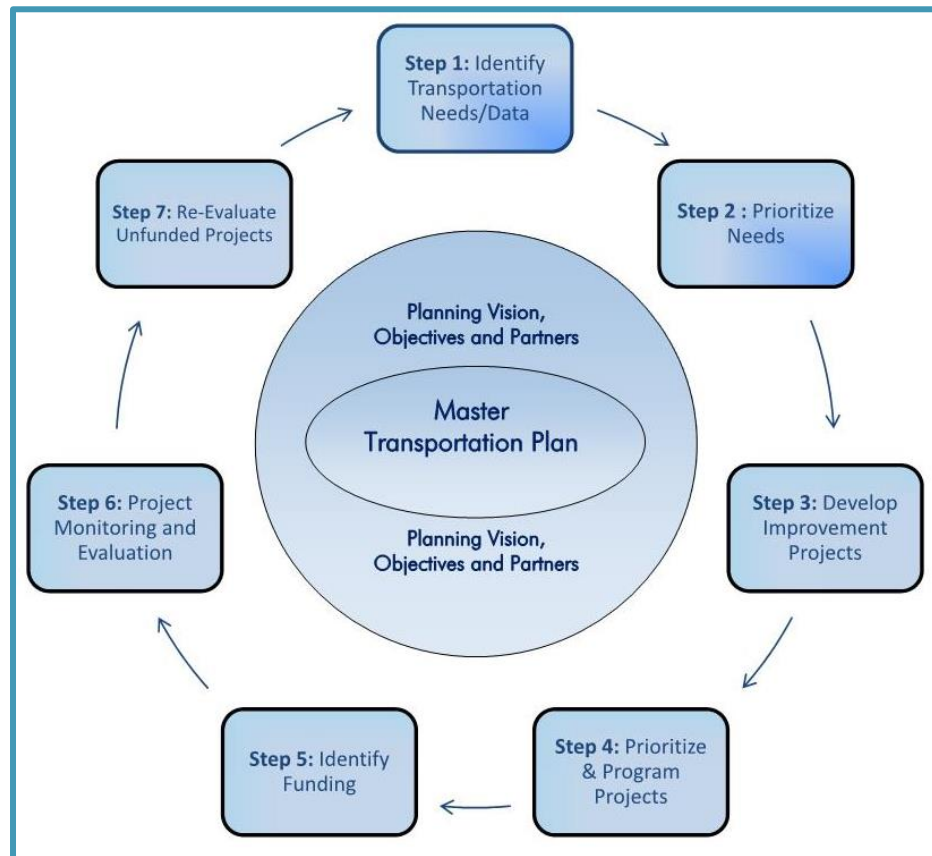 Step 1: Identify
Transportation
Needs/Data
Step 2 : Prioritize
Needs
Step 3: Develop
Improvement
Projects
Step 4: Prioritize
& Program
Projects
Step 5: Identify
Funding
Step 6: Project
Monitoring and
Evaluation
Step 7: Re-Evaluate
Unfunded Projects
Planning Vision,
Objectives and Partners
Master
Transportation Plan
Planning Vision,
Objectives and Partners